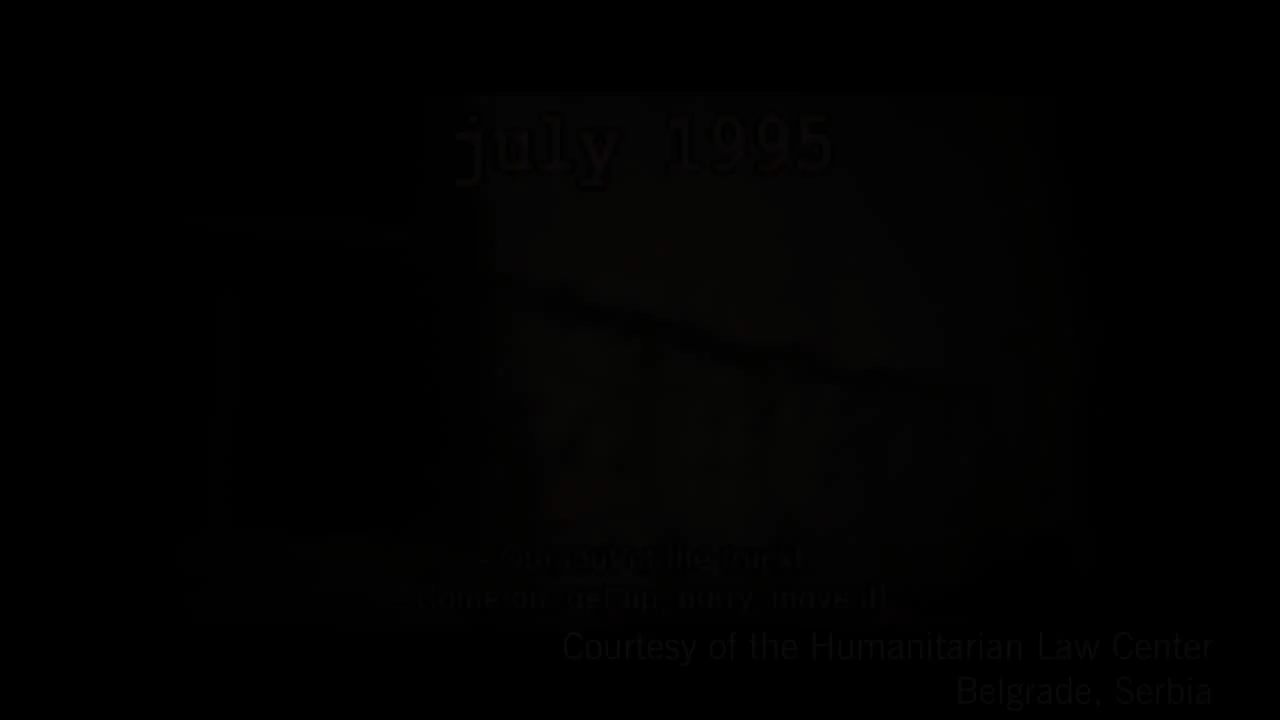 july 1995
Come on, get up, hurry, move it!
Courtesy of the Humanitarian Law Center
Belgrade, Serbia